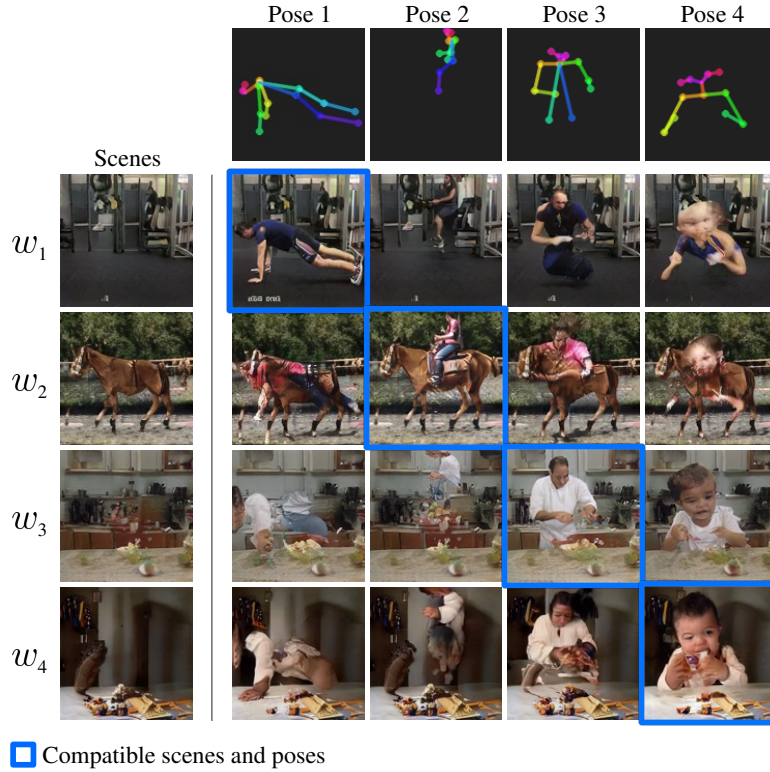 Pose 1 Pose 2 Pose 3 Pose 4
Scenes
w1
w2
w3
w4
Compatible scenes and poses